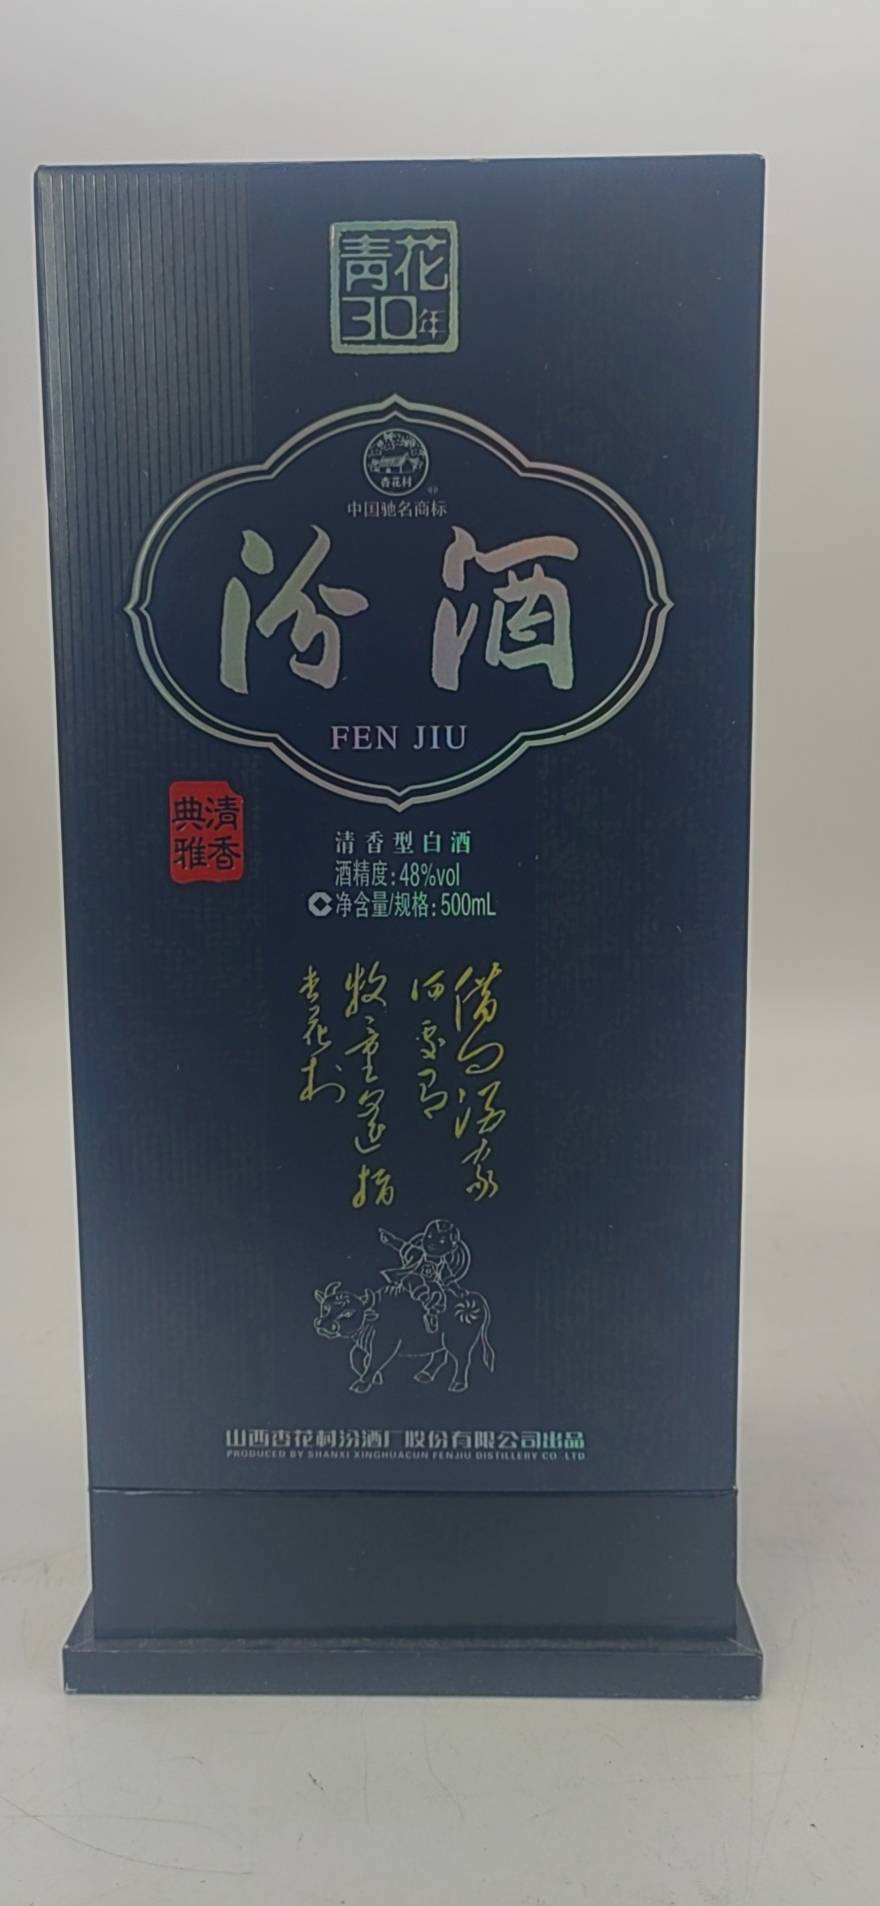 青花
30年
杏花村
中国驰名商标
汾酒
FEN JIU
清香
典雅
清香型白酒
酒精度:48%vol
净含量/规格:500mL
借问酒家
何处有
牧童遥指
杏花村
山西杏花村汾酒厂股份有限公司出品
PRODUCED BY SHANXI XINGHUACUN FENJIU DISTILLERY CO.,LTD